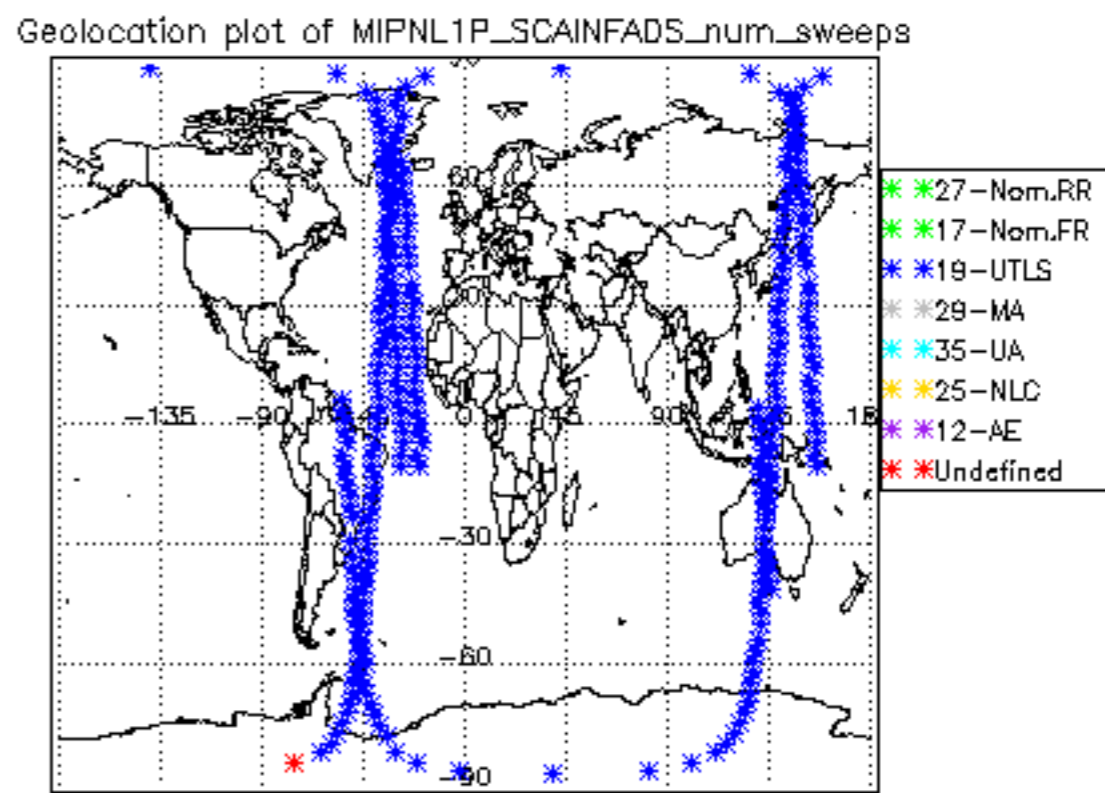 Geolocation plot of MIPNL1P_SCAINFADS_num_sweeps
60
27-Nom.RR
17-Nom.FR
19-UTLS
29-MA
35-UA
25-NLC
12-AE
Undefined
-135
-90
0
45
90
-30
-60
-90